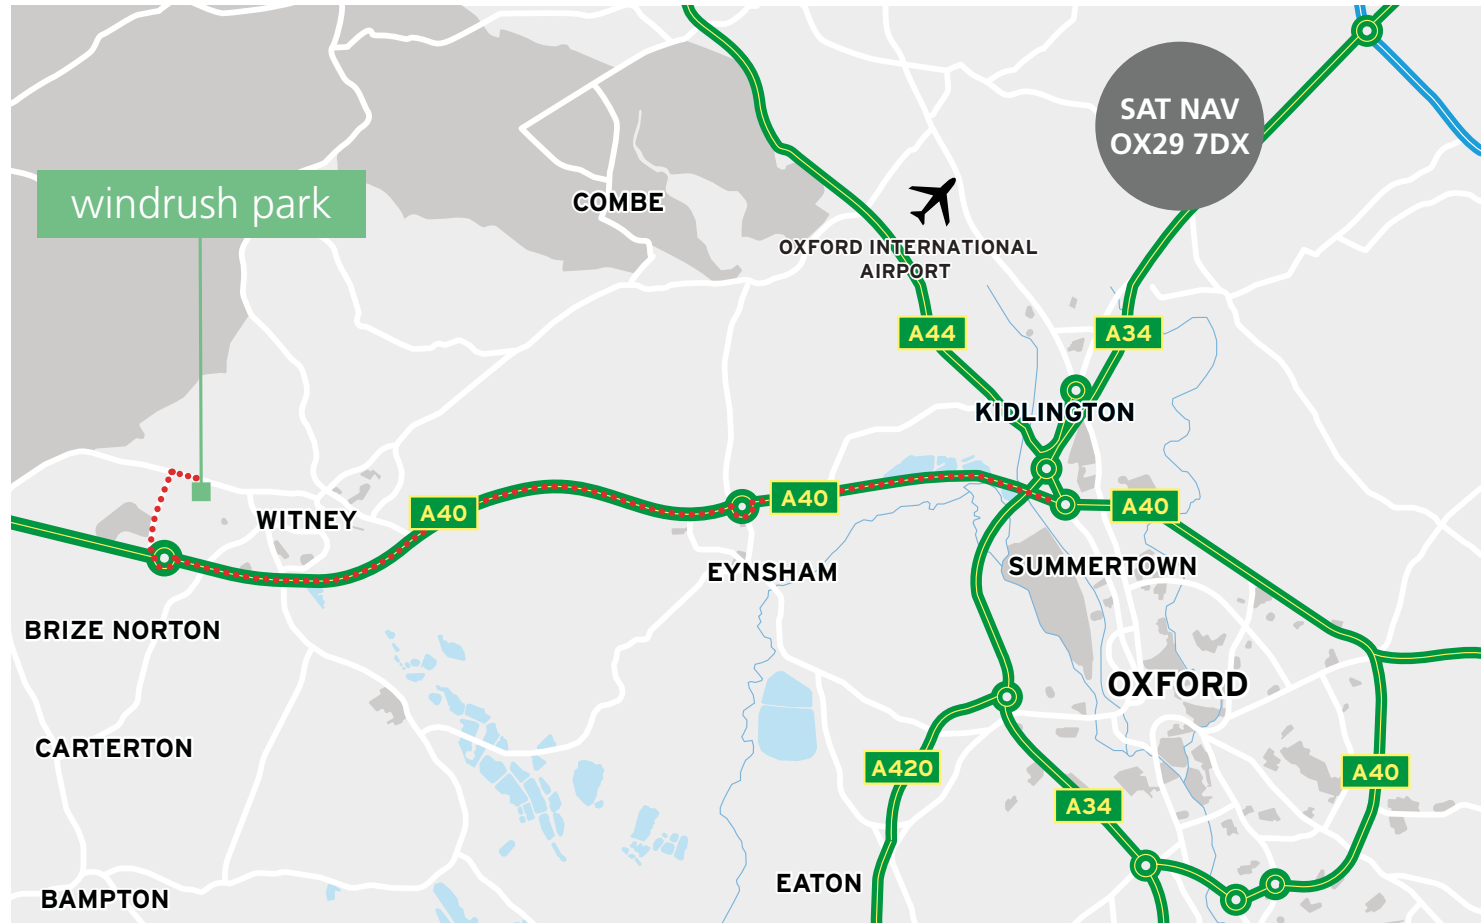 SAT NAV
OX29 7DX
windrush park
COMBE
OXFORD INTERNATIONAL
AIRPORT
A44
A34
KIDLINGTON
A40
A40
A40
WITNEY
EYNSHAM
SUMMERTOWN
BRIZE NORTON
OXFORD
CARTERTON
A420
A40
A34
EATON
BAMPTON